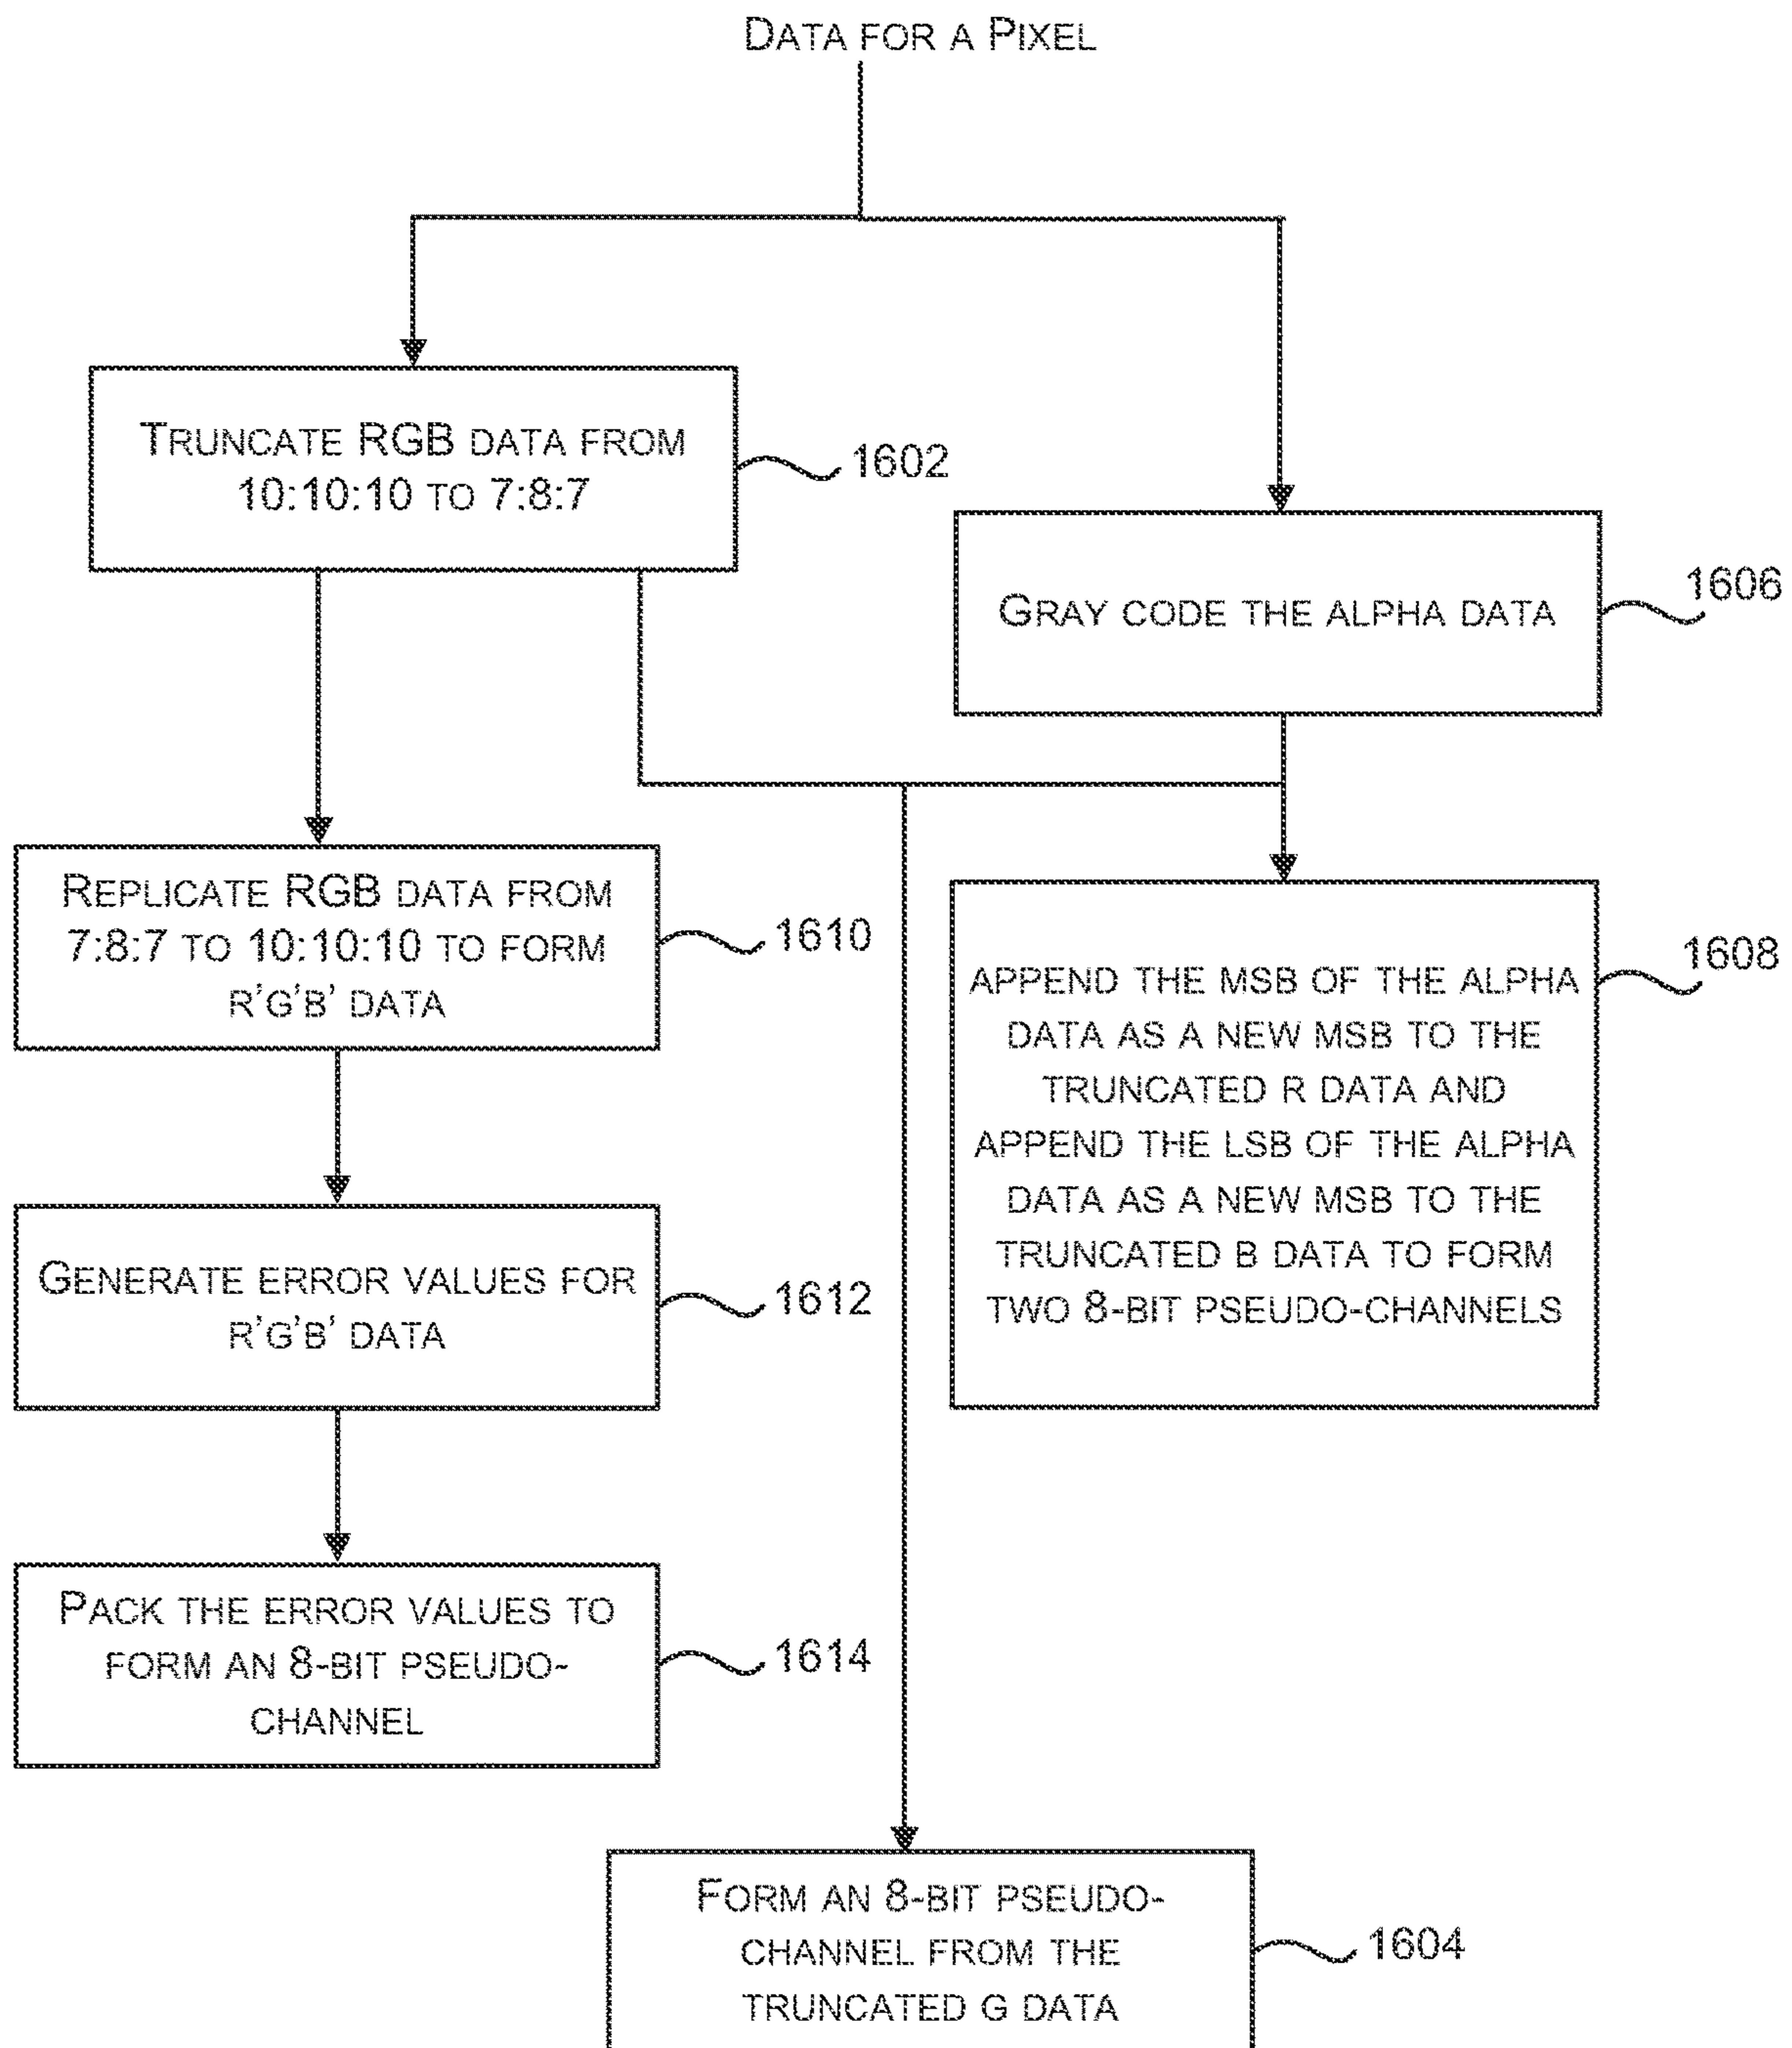 DATA FOR A PIXEL
TRUNCATE RGB DATA FROM
10:10:10 TO 7:8:7
1602
GRAY CODE THE ALPHA DATA
1606
REPLICATE RGB DATA FROM
7:8:7 TO 10:10:10 TO FORM
R'G'B' DATA
1610
APPEND THE MSB OF THE ALPHA
DATA AS A NEW MSB TO THE
TRUNCATED R DATA AND
APPEND THE LSB OF THE ALPHA
DATA AS A NEW MSB TO THE
TRUNCATED B DATA TO FORM
TWO 8-BIT PSEUDO-CHANNELS
1608
GENERATE ERROR VALUES FOR
R'G'B' DATA
1612
PACK THE ERROR VALUES TO
FORM AN 8-BIT PSEUDO-
CHANNEL
1614
FORM AN 8-BIT PSEUDO-
CHANNEL FROM THE
TRUNCATED G DATA
1604